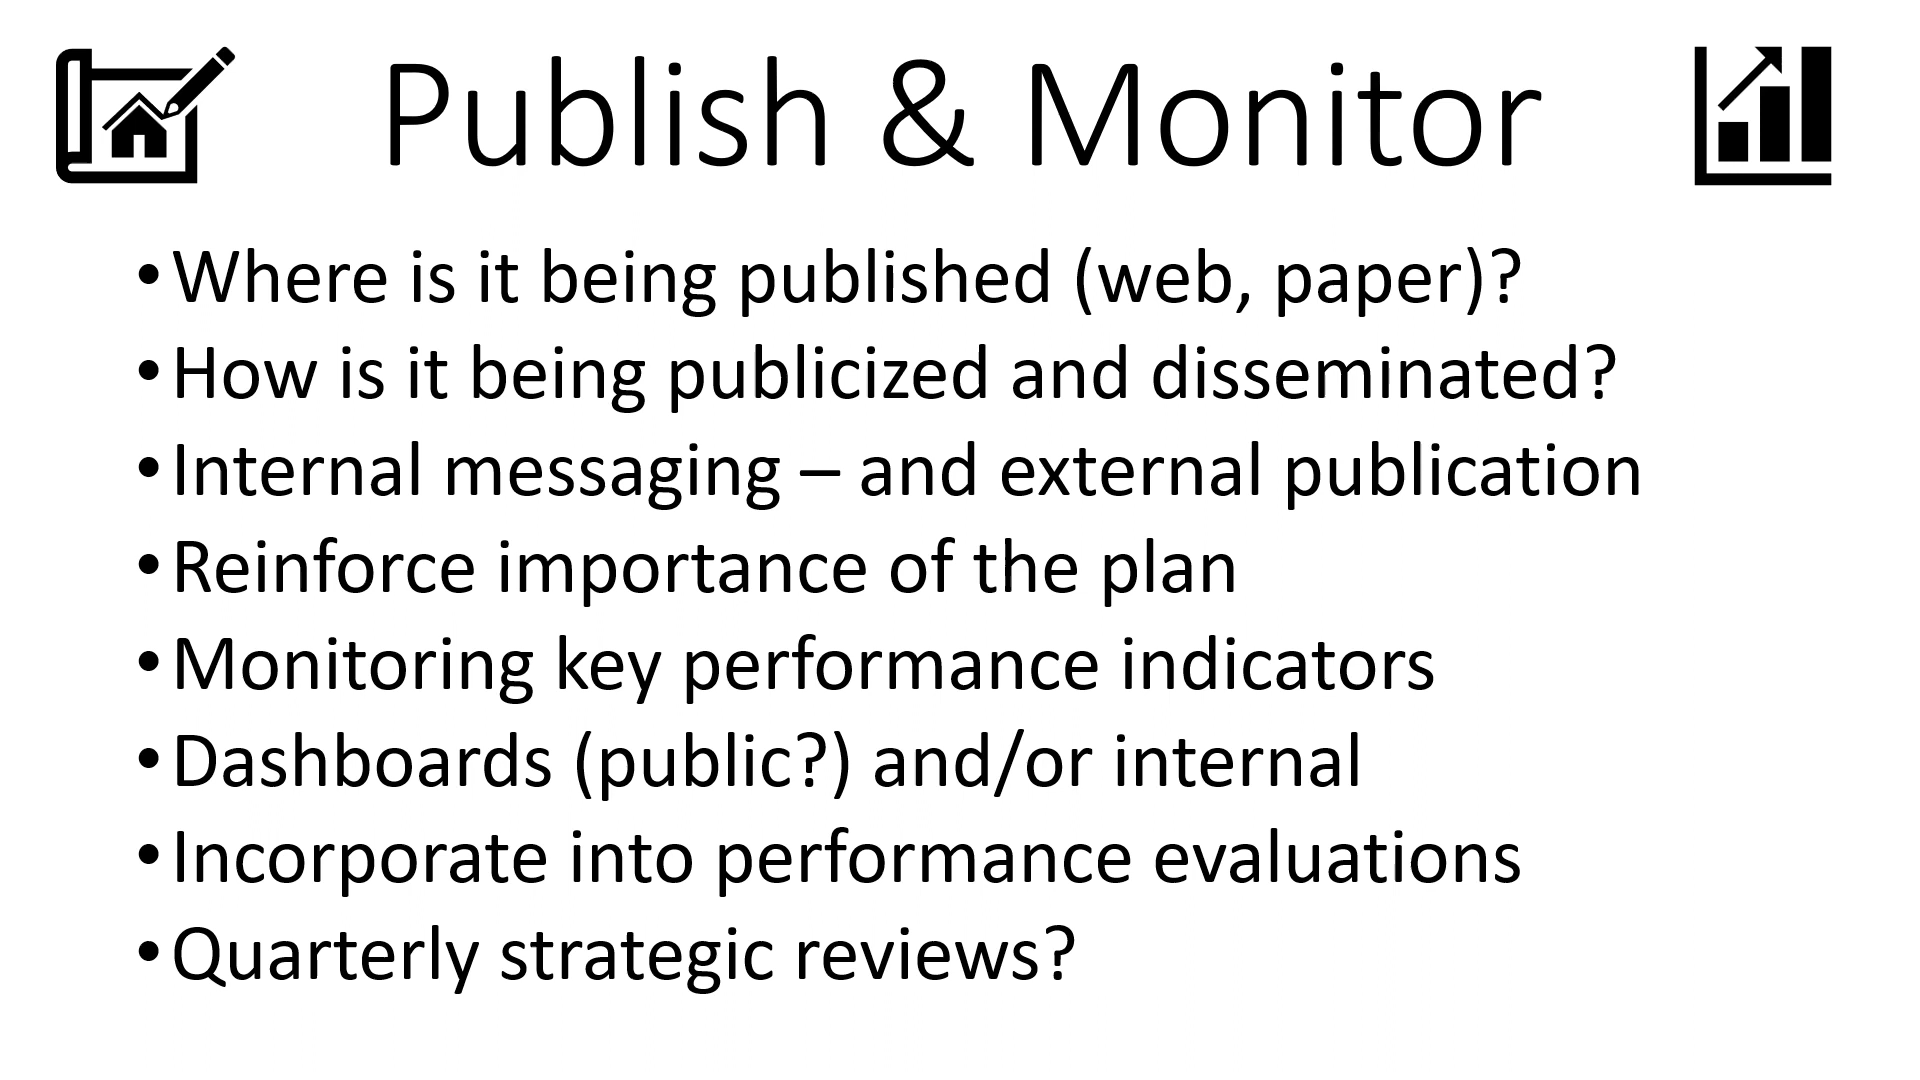 Publish & Monitor
•Where is it being published (web, paper)?
•How is it being publicized and disseminated?
•Internal messaging – and external publication
•Reinforce importance of the plan
•Monitoring key performance indicators
•Dashboards (public?) and/or internal
•Incorporate into performance evaluations
•Quarterly strategic reviews?